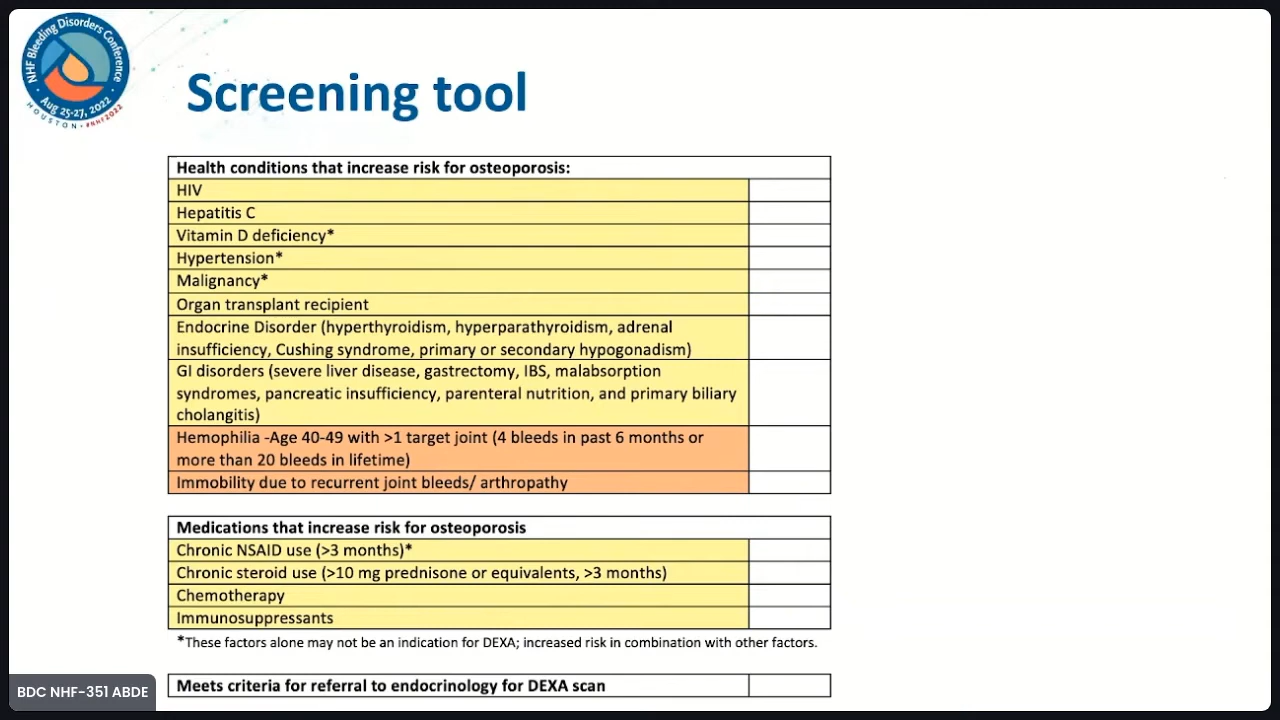 NHF Bleeding Disorders Conference
Aug 25-27, 2022
HOUSTON • #NHF2022
Screening tool
Health conditions that increase risk for osteoporosis:
HIV
Hepatitis C
Vitamin D deficiency*
Hypertension*
Malignancy*
Organ transplant recipient
Endocrine Disorder (hyperthyroidism, hyperparathyroidism, adrenal
insufficiency, Cushing syndrome, primary or secondary hypogonadism)
GI disorders (severe liver disease, gastrectomy, IBS, malabsorption
syndromes, pancreatic insufficiency, parenteral nutrition, and primary biliary
cholangitis)
Hemophilia -Age 40-49 with >1 target joint (4 bleeds in past 6 months or
more than 20 bleeds in lifetime)
Immobility due to recurrent joint bleeds/ arthropathy
Medications that increase risk for osteoporosis
Chronic NSAID use (>3 months)*
Chronic steroid use (>10 mg prednisone or equivalents, >3 months)
Chemotherapy
Immunosuppressants
*These factors alone may not be an indication for DEXA; increased risk in combination with other factors.
Meets criteria for referral to endocrinology for DEXA scan
BDC NHF-351 ABDE